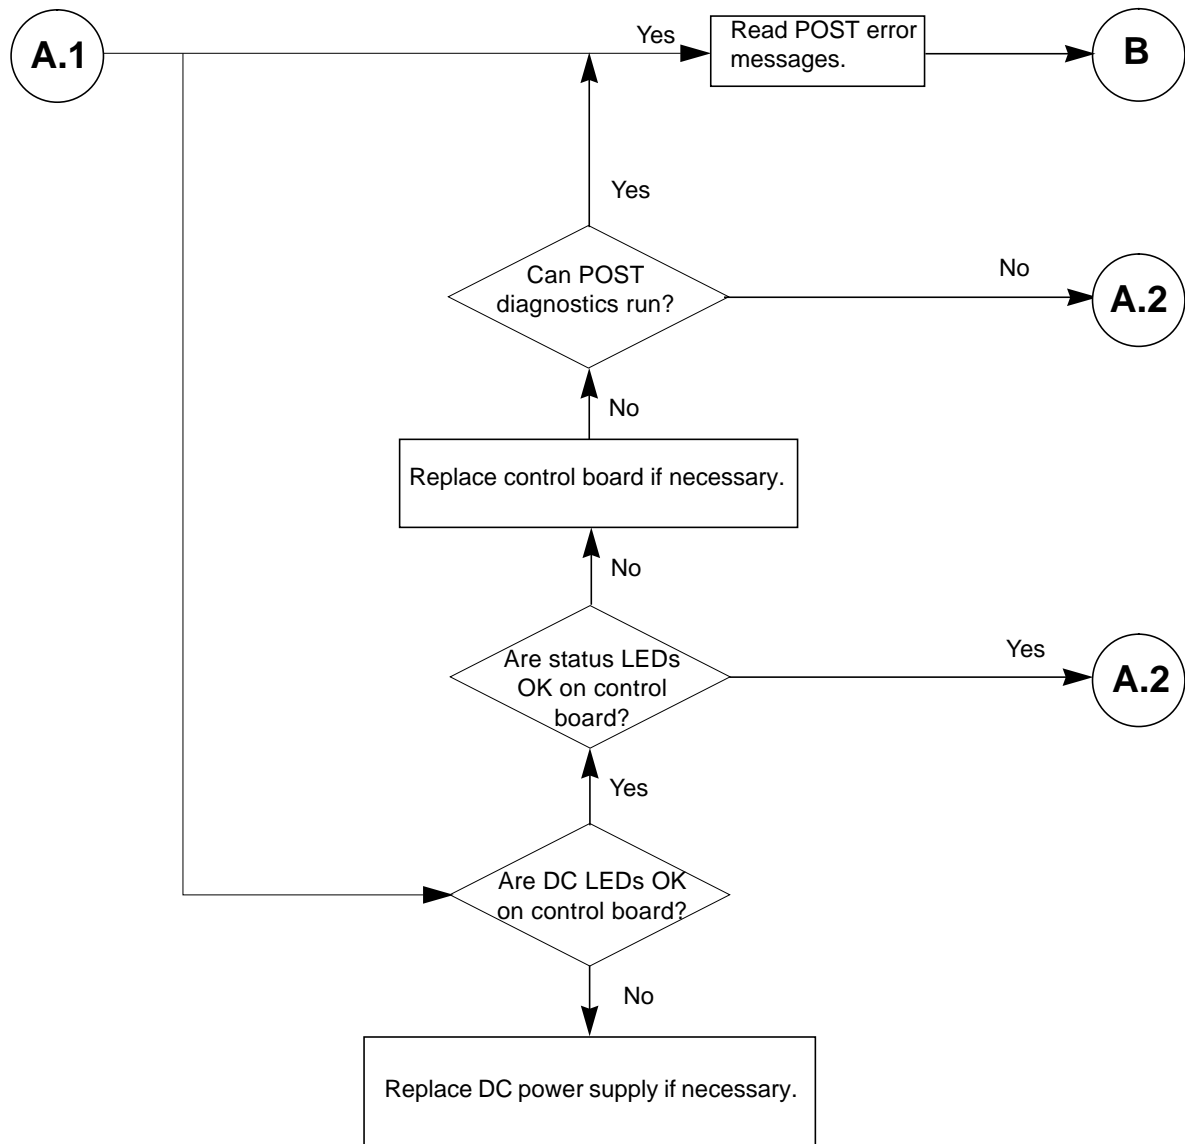 A.1
Yes
Read POST error
messages.
B
Yes
Can POST
diagnostics run?
No
A.2
No
Replace control board if necessary.
No
Are status LEDs
OK on control
board?
Yes
A.2
Yes
Are DC LEDs OK
on control board?
No
Replace DC power supply if necessary.